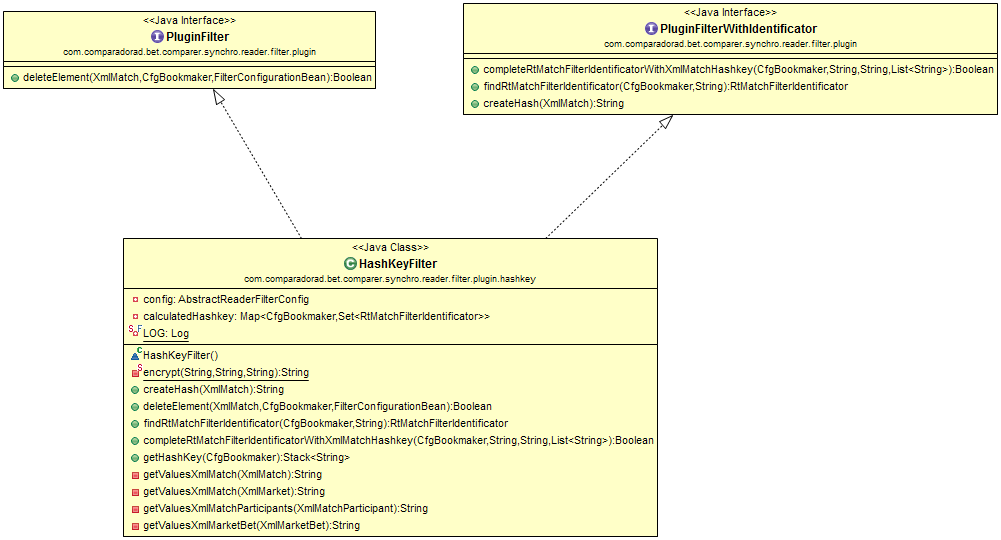 <<Java Interface>>
I PluginFilter
com.comparadorad.bet.comparer.synchro.reader.filter.plugin
deleteElement(XmlMatch,CfgBookmaker,FilterConfigurationBean):Boolean
<<Java Interface>>
I PluginFilterWithIdentificator
com.comparadorad.bet.comparer.synchro.reader.filter.plugin
completeRtMatchFilterIdentificatorWithXmlMatchHashkey(CfgBookmaker,String,String,List<String>):Boolean
findRtMatchFilterIdentificator(CfgBookmaker,String):RtMatchFilterIdentificator
createHash(XmlMatch):String
<<Java Class>>
C HashKeyFilter
com.comparadorad.bet.comparer.synchro.reader.filter.plugin.hashkey
config: AbstractReaderFilterConfig
calculatedHashkey: Map<CfgBookmaker,Set<RtMatchFilterIdentificator>>
S F LOG: Log
C HashKeyFilter()
S encrypt(String,String,String):String
createHash(XmlMatch):String
deleteElement(XmlMatch,CfgBookmaker,FilterConfigurationBean):Boolean
findRtMatchFilterIdentificator(CfgBookmaker,String):RtMatchFilterIdentificator
completeRtMatchFilterIdentificatorWithXmlMatchHashkey(CfgBookmaker,String,String,List<String>):Boolean
getHashKey(CfgBookmaker):Stack<String>
getValuesXmlMatch(XmlMatch):String
getValuesXmlMatch(XmlMarket):String
getValuesXmlMatchParticipants(XmlMatchParticipant):String
getValuesXmlMarketBet(XmlMarketBet):String